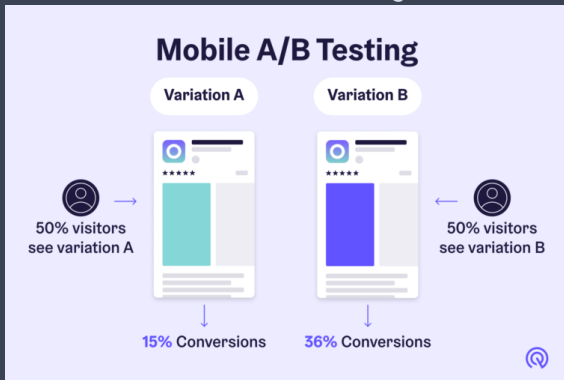 Mobile A/B Testing
Variation A
Variation B
50% visitors
see variation A
50% visitors
see variation B
15% Conversions
36% Conversions